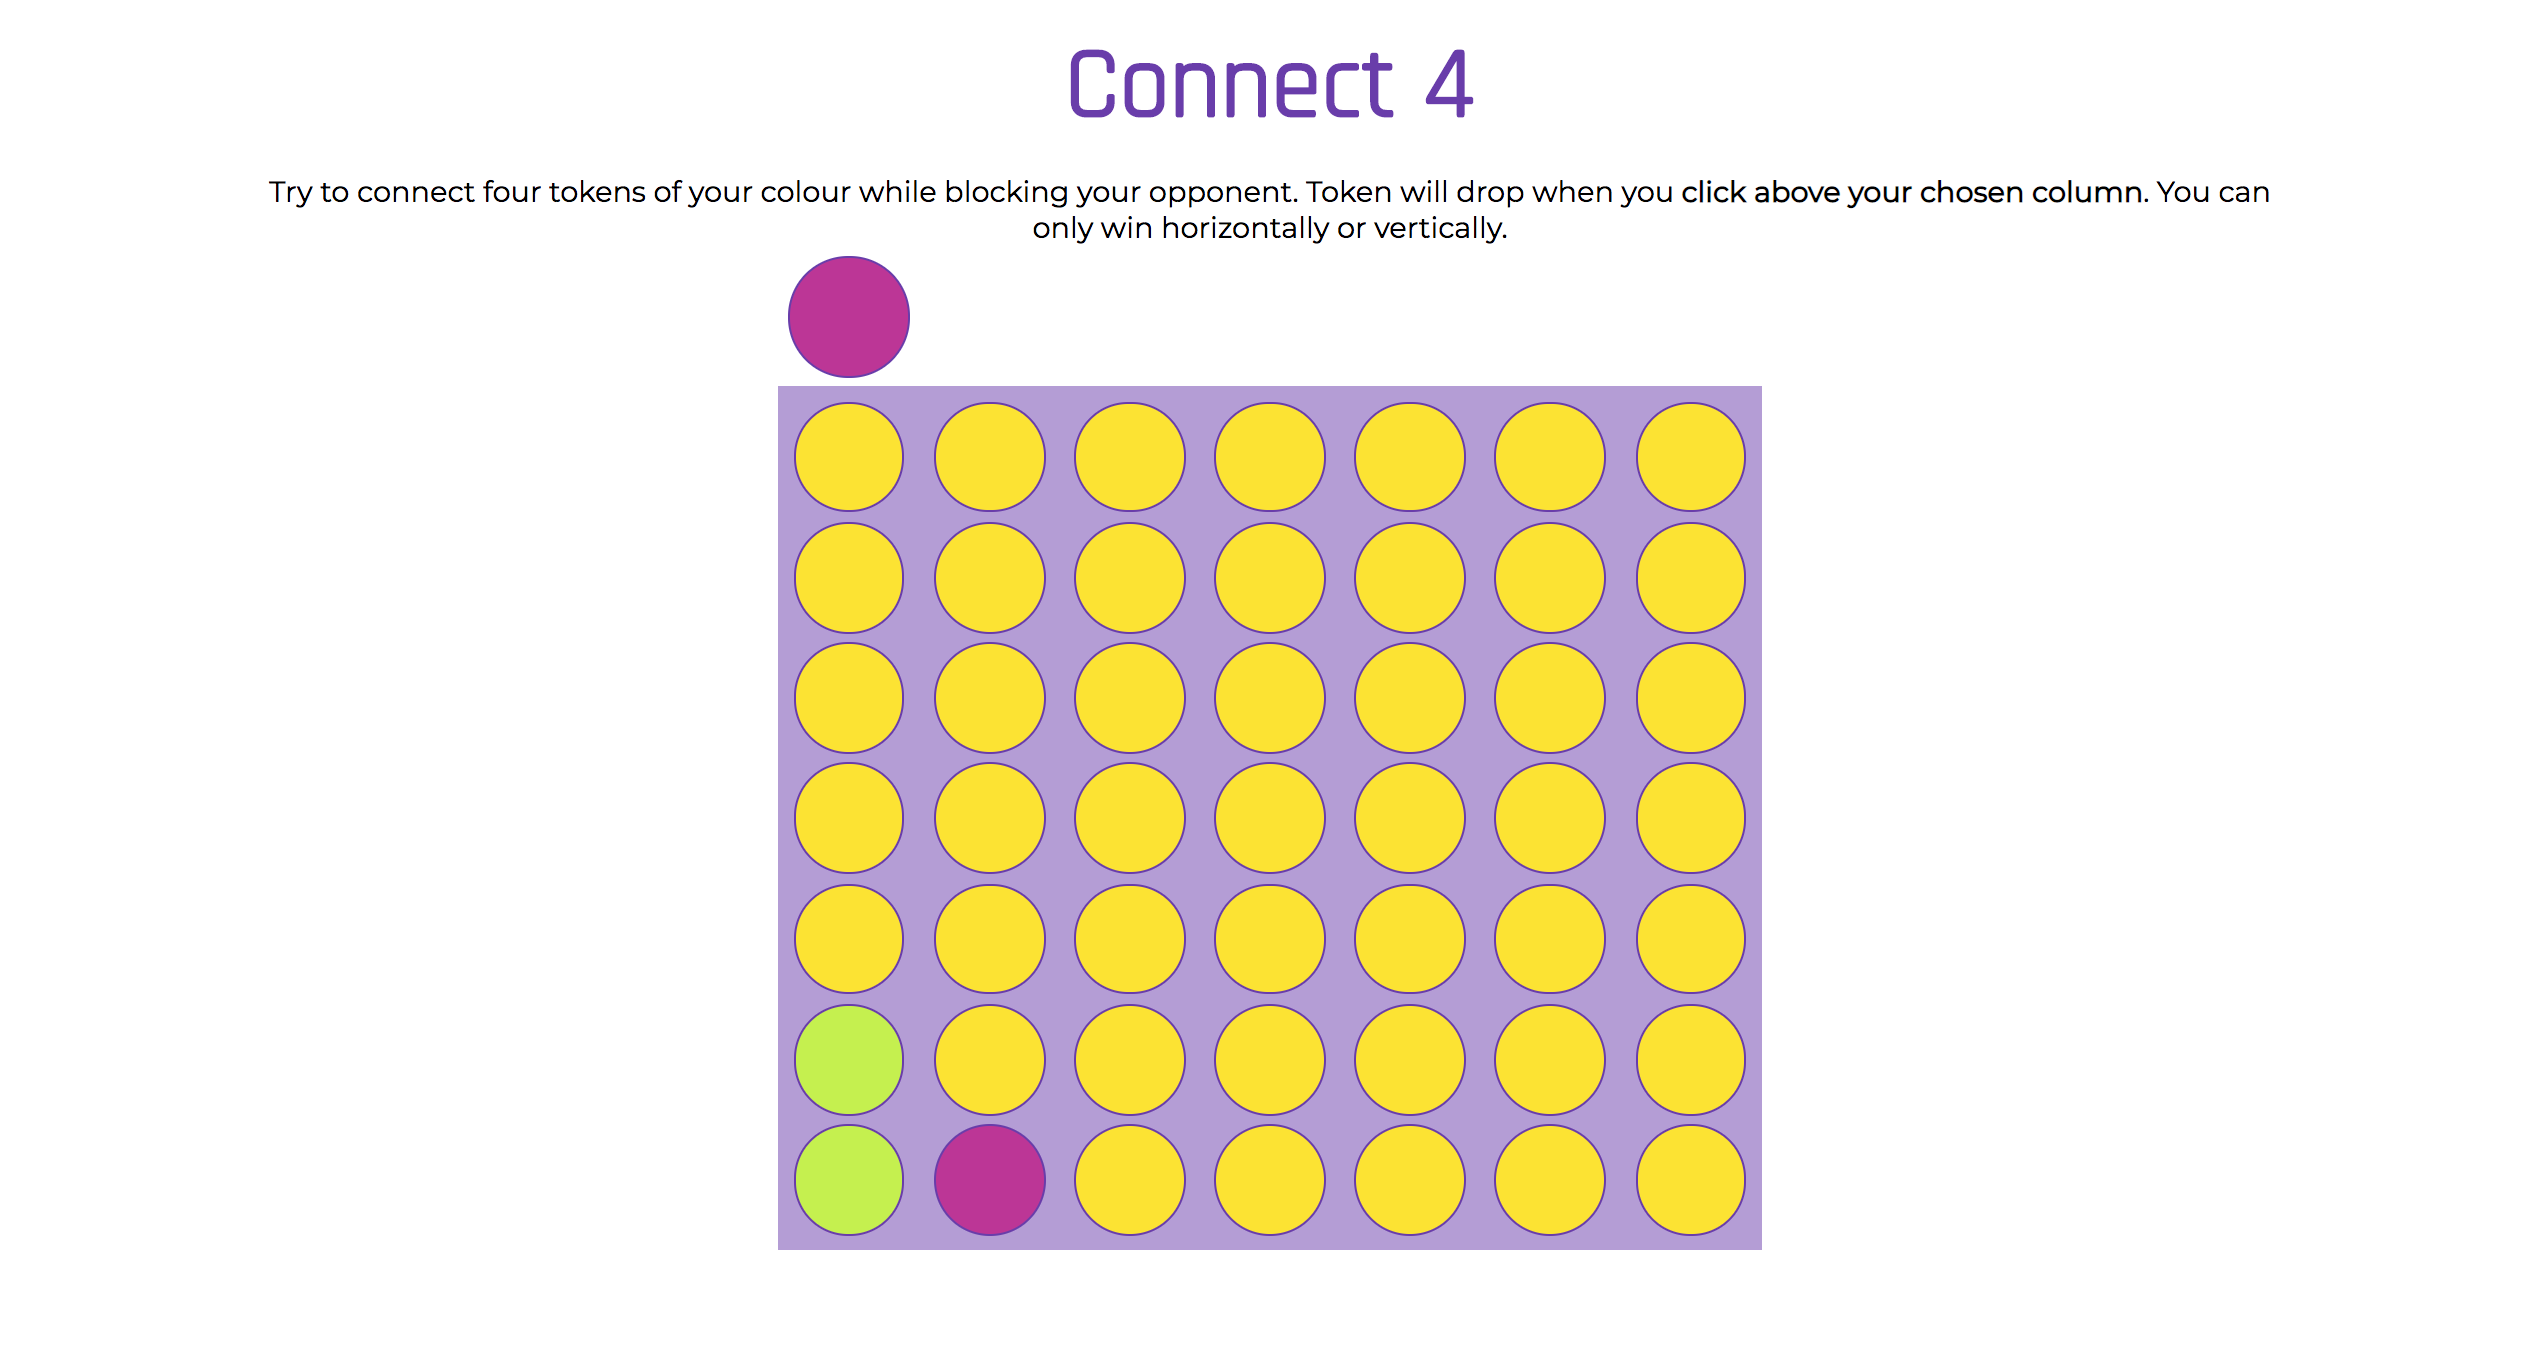 Connect 4
Try to connect four tokens of your colour while blocking your opponent. Token will drop when you click above your chosen column. You can
only win horizontally or vertically.